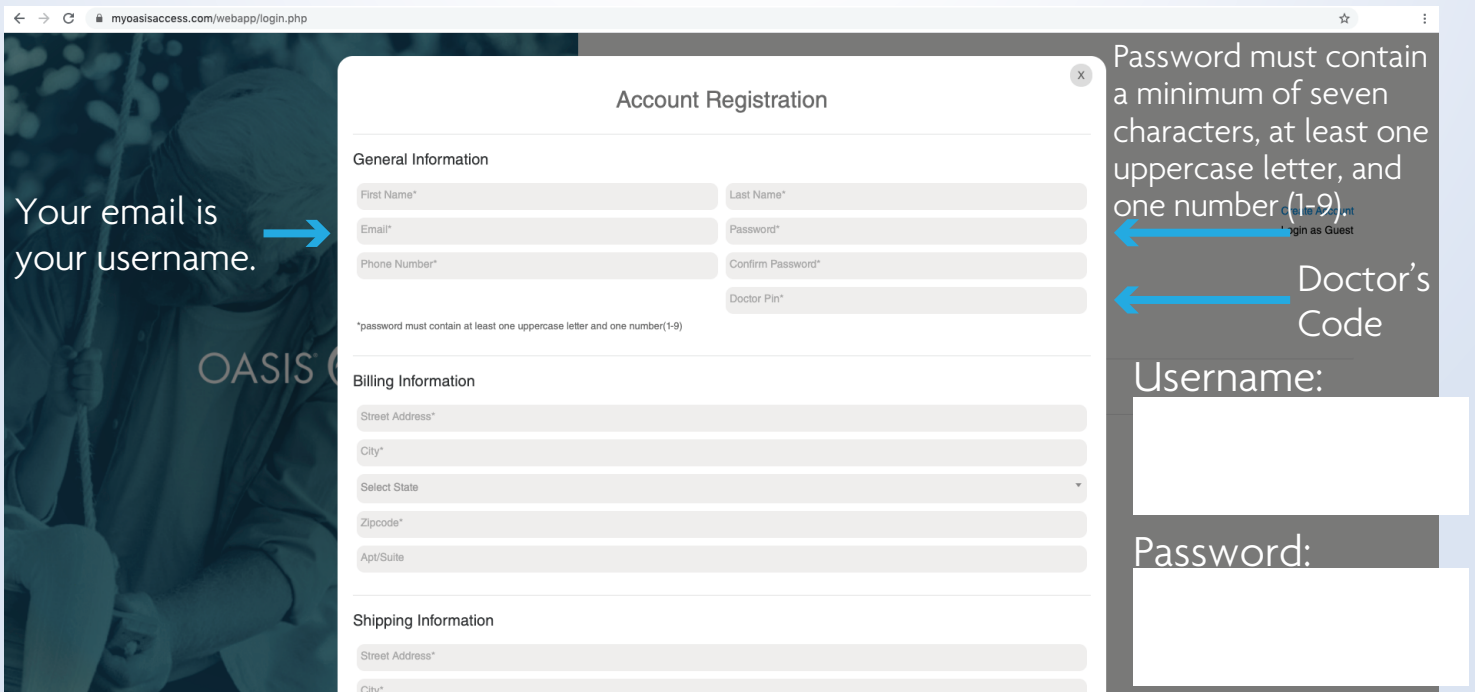 myoasisaccess.com/webapp/login.php
X
Account Registration
General Information
First Name*
Last Name*
Email*
Password*
Phone Number*
Confirm Password*
Doctor Pin*
*password must contain at least one uppercase letter and one number(1-9)
Billing Information
Street Address*
City*
Select State
Zipcode*
Apt/Suite
Shipping Information
Street Address*
City*
Your email is
your username.
OASIS
Password must contain
a minimum of seven
characters, at least one
uppercase letter, and
one number (1-9).
Create Account
Login as Guest
Doctor's
Code
Username:
Password: